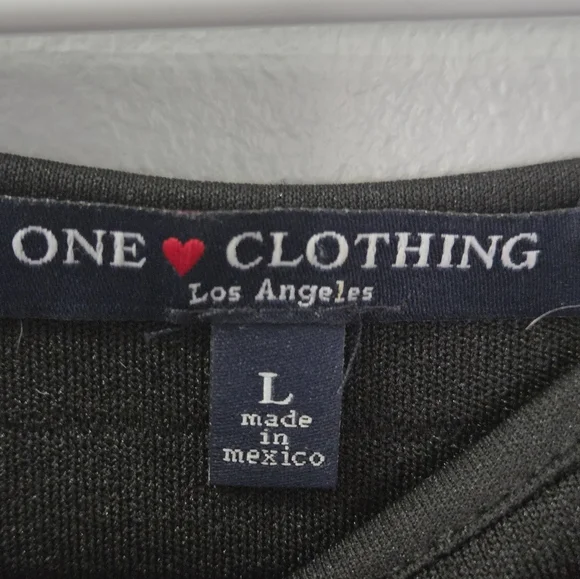 ONE ❤ CLOTHING
Los Angeles
L
made
in
mexico